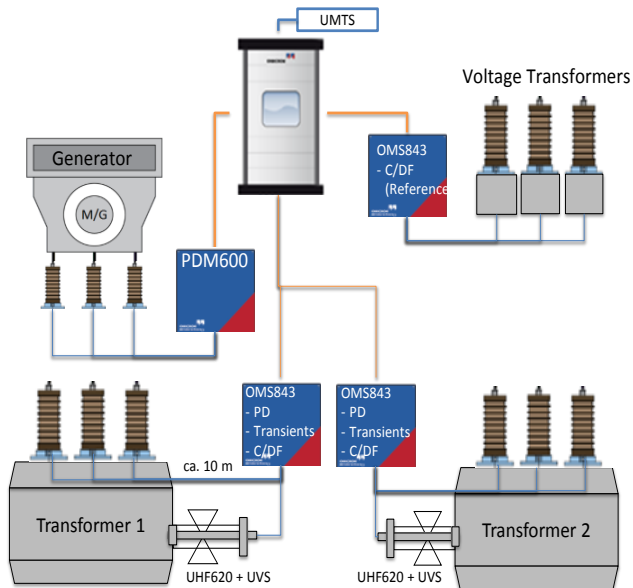 UMTS
OMICRON
Voltage Transformers
Generator
M/G
OMS843
- C/DF
(Reference
PDM600
OMS843
- PD
- Transients
- C/DF
OMS843
- PD
- Transients
- C/DF
ca. 10 m
Transformer 1
Transformer 2
UHF620 + UVS
UHF620 + UVS